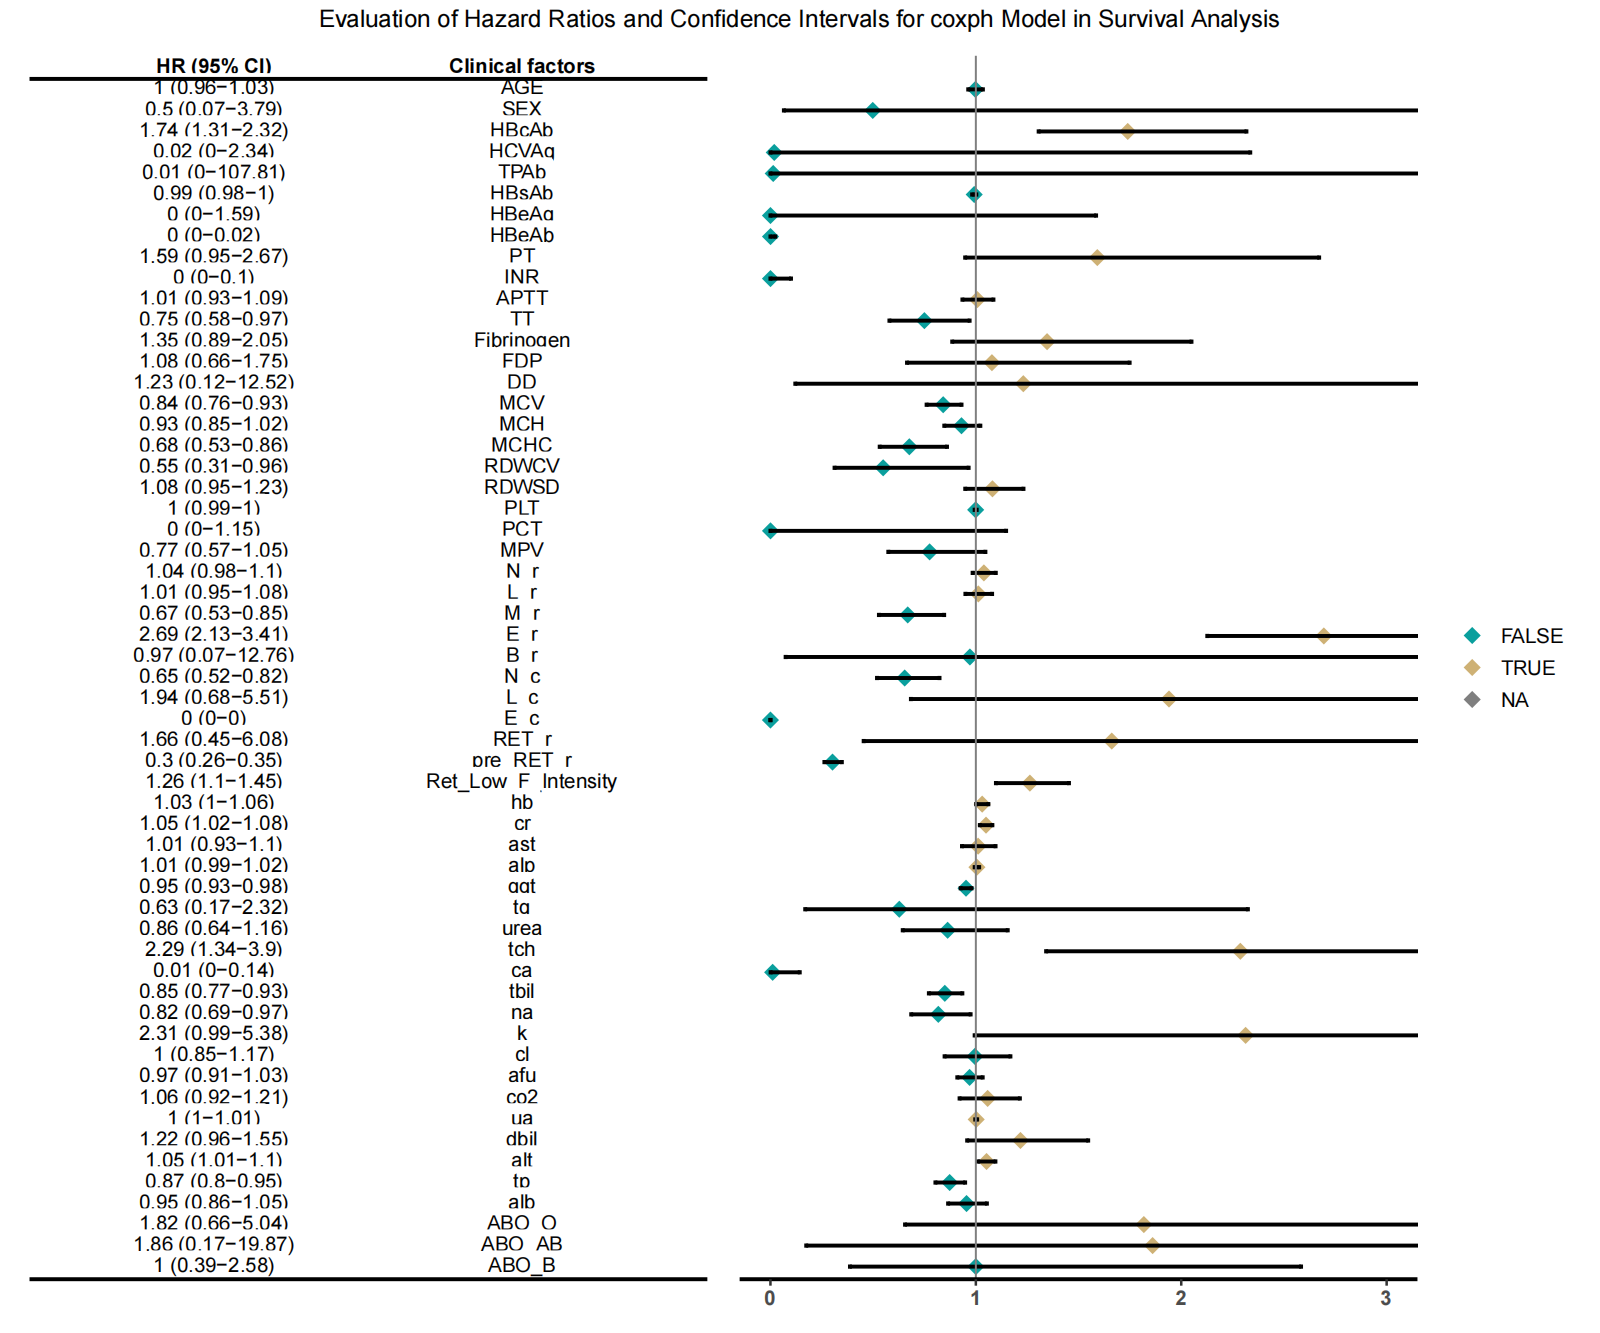 Evaluation of Hazard Ratios and Confidence Intervals for coxph Model in Survival Analysis
HR (95% CI) Clinical factors
1 (0.96−1.03) AGE
0.5 (0.07−3.79) SEX
1.74 (1.31−2.32) HBcAb
0.02 (0−2.34) HCVAg
0.01 (0−107.81) TPAb
0.99 (0.98−1) HBsAb
0 (0−1.59) HBeAg
0 (0−0.02) HBeAb
1.59 (0.95−2.67) PT
0 (0−0.1) INR
1.01 (0.93−1.09) APTT
0.75 (0.58−0.97) TT
1.35 (0.89−2.05) Fibrinogen
1.08 (0.66−1.75) FDP
1.23 (0.12−12.52) DD
0.84 (0.76−0.93) MCV
0.93 (0.85−1.02) MCH
0.68 (0.53−0.86) MCHC
0.55 (0.31−0.96) RDWCV
1.08 (0.95−1.23) RDWSD
1 (0.99−1) PLT
0 (0−1.15) PCT
0.77 (0.57−1.05) MPV
1.04 (0.98−1.1) N_r
1.01 (0.95−1.08) L_r
0.67 (0.53−0.85) M_r
2.69 (2.13−3.41) E_r
0.97 (0.07−12.76) B_r
0.65 (0.52−0.82) N_c
1.94 (0.68−5.51) L_c
0 (0−0) E_c
1.66 (0.45−6.08) RET_r
0.3 (0.26−0.35) pre_RET_r
1.26 (1.1−1.45) Ret_Low_F_Intensity
1.03 (1−1.06) hb
1.05 (1.02−1.08) cr
1.01 (0.93−1.1) ast
1.01 (0.99−1.02) alp
0.95 (0.93−0.98) ggt
0.63 (0.17−2.32) tg
0.86 (0.64−1.16) urea
2.29 (1.34−3.9) tch
0.01 (0−0.14) ca
0.85 (0.77−0.93) tbil
0.82 (0.69−0.97) na
2.31 (0.99−5.38) k
1 (0.85−1.17) cl
0.97 (0.91−1.03) afu
1.06 (0.92−1.21) co2
1 (1−1.01) ua
1.22 (0.96−1.55) dbil
1.05 (1.01−1.1) alt
0.87 (0.8−0.95) tp
0.95 (0.86−1.05) alb
1.82 (0.66−5.04) ABO_O
1.86 (0.17−19.87) ABO_AB
1 (0.39−2.58) ABO_B
0 1 2 3
FALSE
TRUE
NA